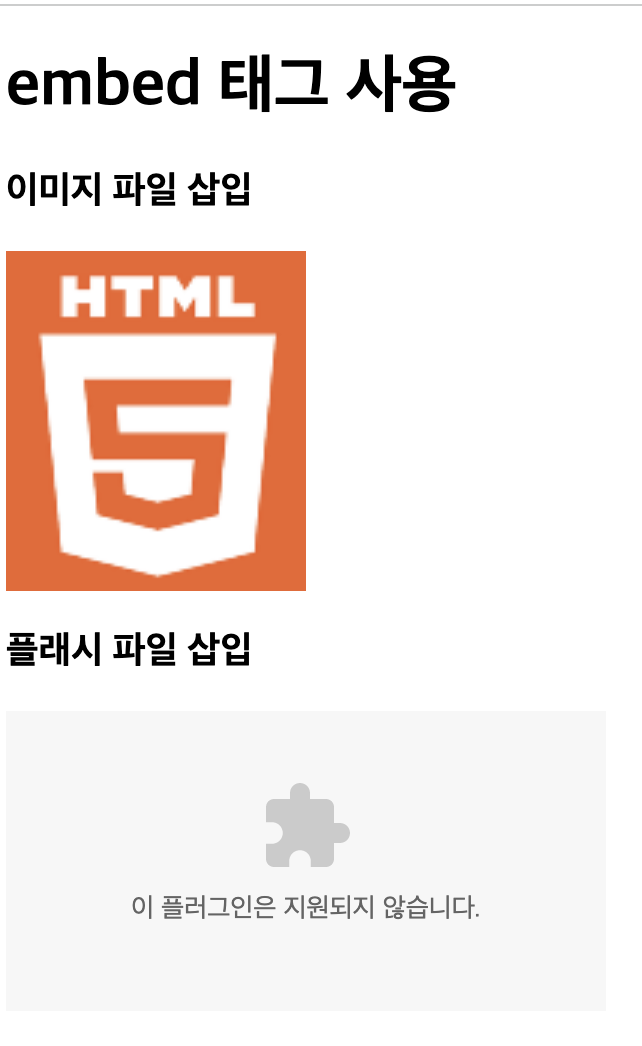 embed 태그 사용
이미지 파일 삽입
HTML
5
플래시 파일 삽입
이 플러그인은 지원되지 않습니다.